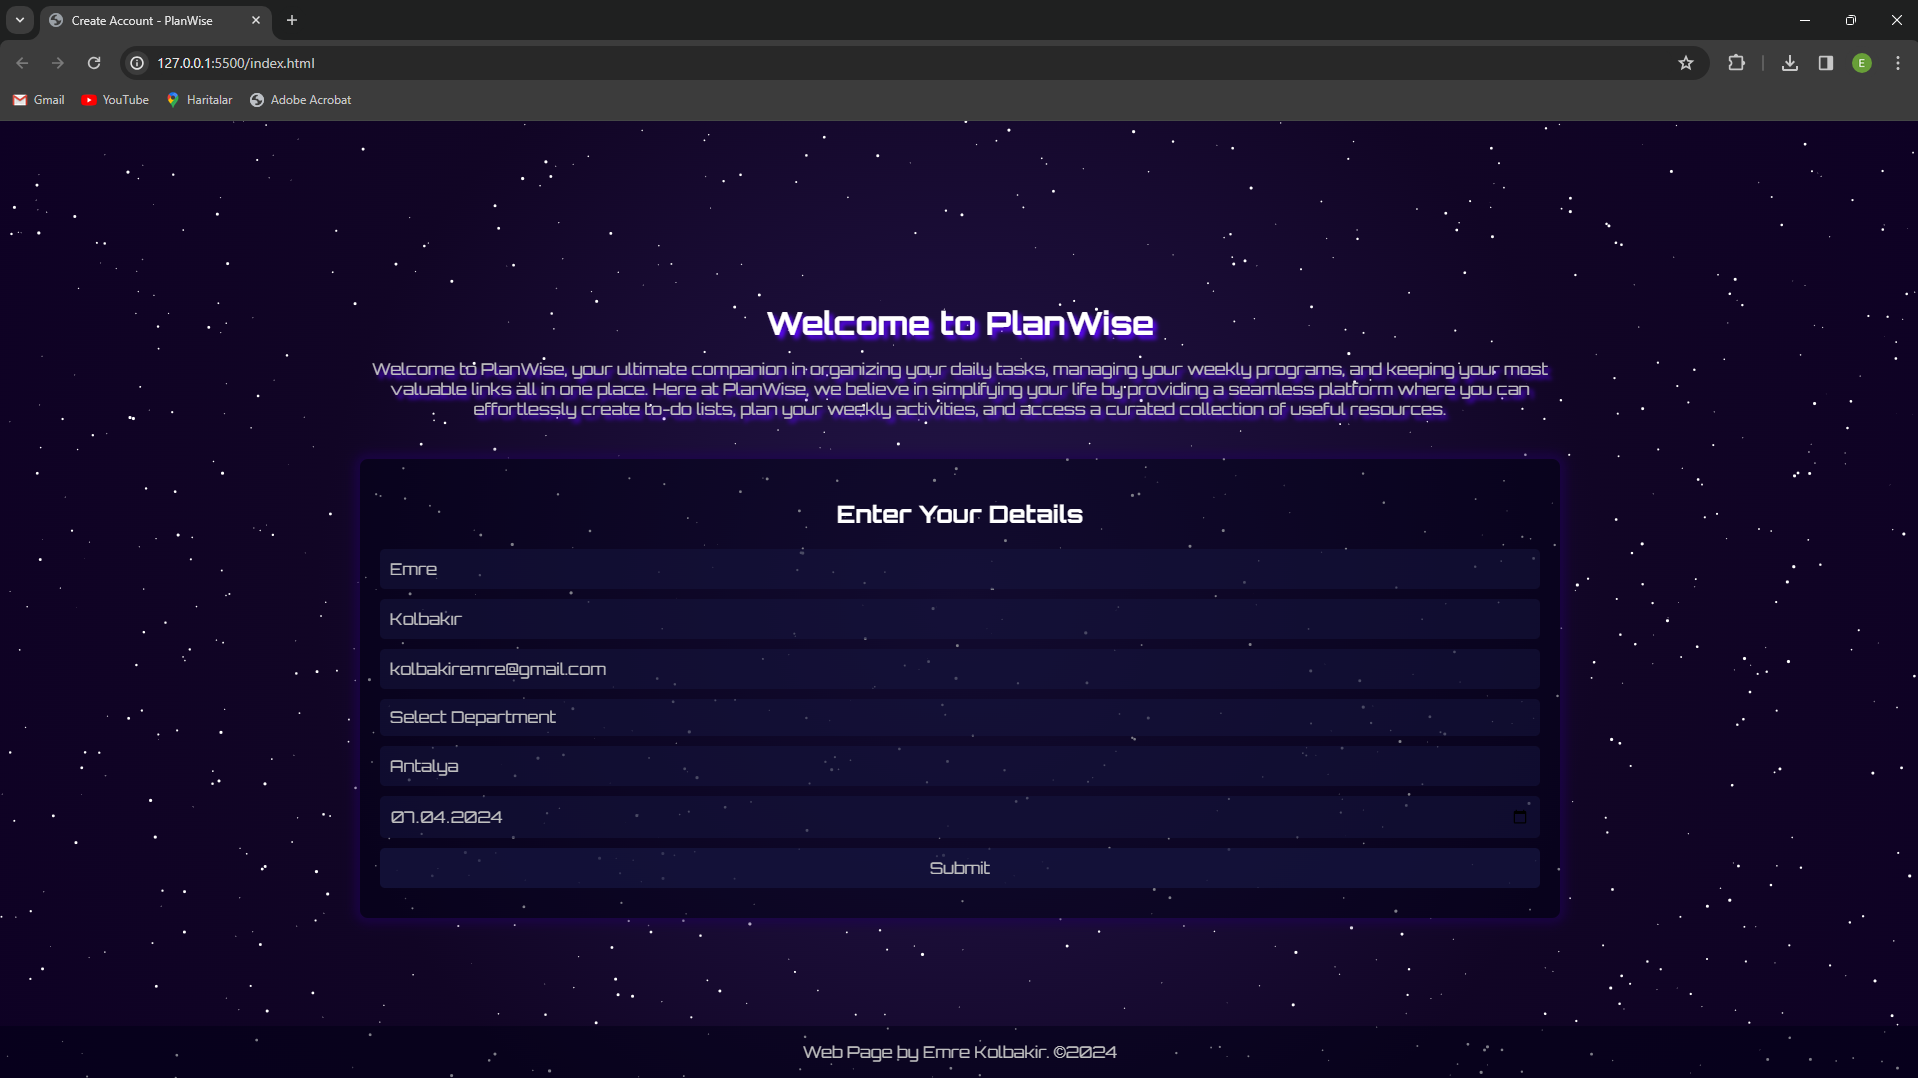 Create Account - PlanWise
127.0.0.1:5500/index.html
E
Gmail YouTube Haritalar Adobe Acrobat
Welcome to PlanWise
Welcome to PlanWise, your ultimate companion in organizing your daily tasks, managing your weekly programs, and keeping your most
valuable links all in one place. Here at PlanWise, we believe in simplifying your life by providing a seamless platform where you can
effortlessly create to-do lists, plan your weekly activities, and access a curated collection of useful resources.
Enter Your Details
Emre
Kolbakır
kolbakiremre@gmail.com
Select Department
Antalya
07.04.2024
Submit
Web Page by Emre Kolbakir. ©2024